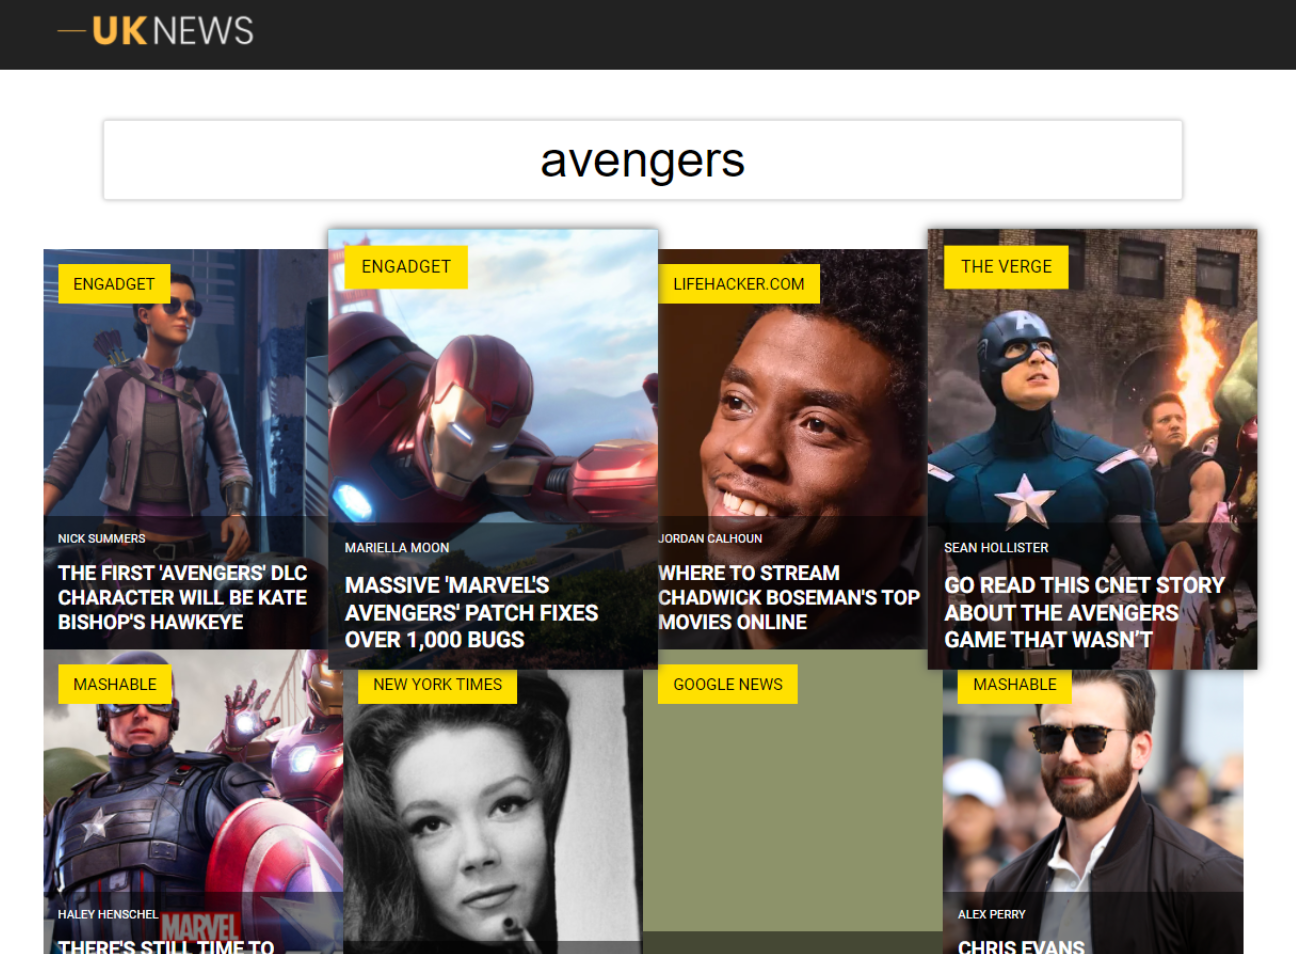 UKNEWS
avengers
ENGADGET
NICK SUMMERS
THE FIRST 'AVENGERS' DLC
CHARACTER WILL BE KATE
BISHOP'S HAWKEYE
ENGADGET
MARIELLA MOON
MASSIVE 'MARVEL'S
AVENGERS' PATCH FIXES
OVER 1,000 BUGS
LIFEHACKER.COM
JORDAN CALHOUN
WHERE TO STREAM
CHADWICK BOSEMAN'S TOP
MOVIES ONLINE
THE VERGE
A
SEAN HOLLISTER
GO READ THIS CNET STORY
ABOUT THE AVENGERS
GAME THAT WASN'T
MASHABLE
MARVEL
HALEY HENSCHEL
THERE'S STILL TIME TO
NEW YORK TIMES
GOOGLE NEWS
MASHABLE
ALEX PERRY
CHRIS EVANS